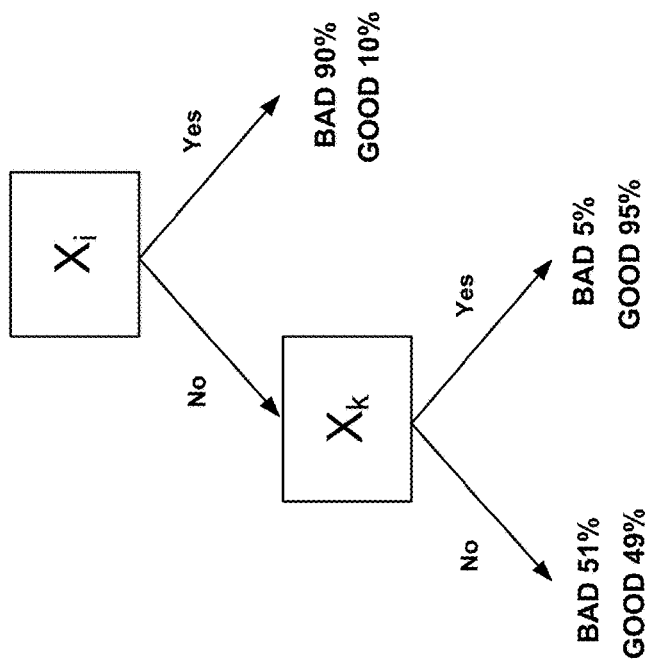 Xi
Yes
No
BAD 90%
GOOD 10%
Xk
Yes
No
BAD 5%
GOOD 95%
BAD 51%
GOOD 49%